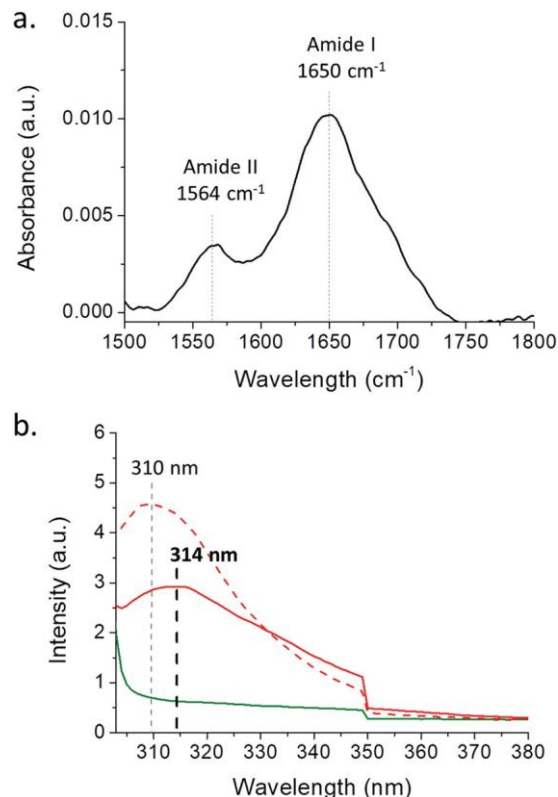 a.
Absorbance (a.u.)
0.015
0.010
0.005
0.000
Amide I
1650 cm⁻¹
Amide II
1564 cm⁻¹
1500 1550 1600 1650 1700 1750 1800
Wavelength (cm⁻¹)
b.
Intensity (a.u.)
6
5
4
3
2
1
0
310 nm
314 nm
310 320 330 340 350 360 370 380
Wavelength (nm)